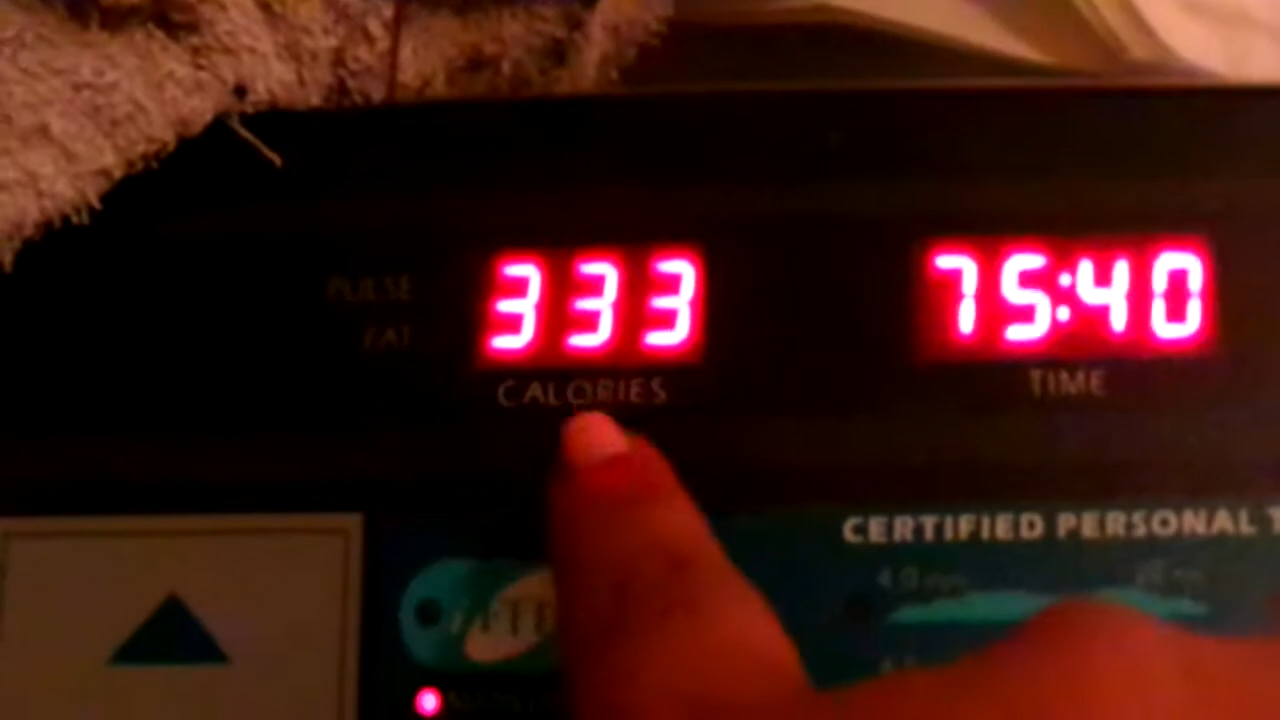 PULSE
FAT
333
75:40
CALORIES
TIME
CERTIFIED PERSONAL T